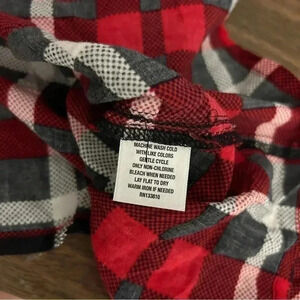 MACHINE WASH COLD
WITH LIKE COLORS
GENTLE CYCLE
ONLY NON-CHLORINE
BLEACH WHEN NEEDED
LAY FLAT TO DRY
WARM IRON IF NEEDED
RN133610